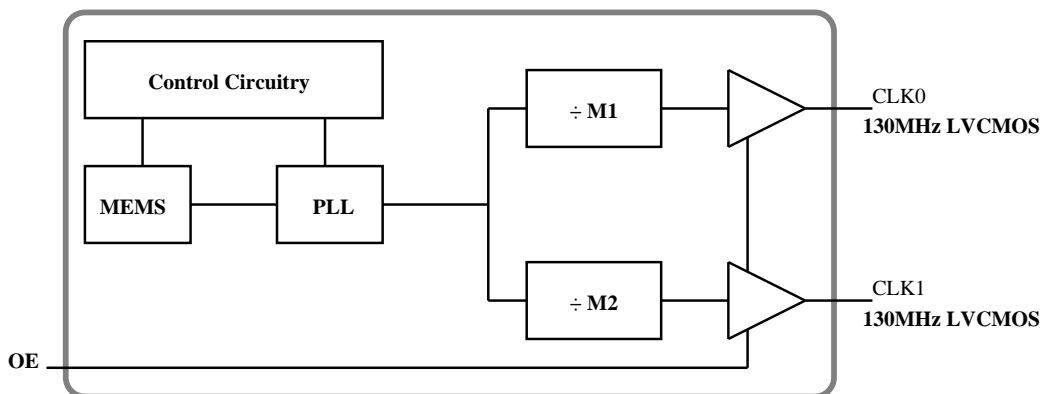 Control Circuitry
÷ M1
CLK0
130MHz LVCMOS
MEMS
PLL
÷ M2
CLK1
130MHz LVCMOS
OE